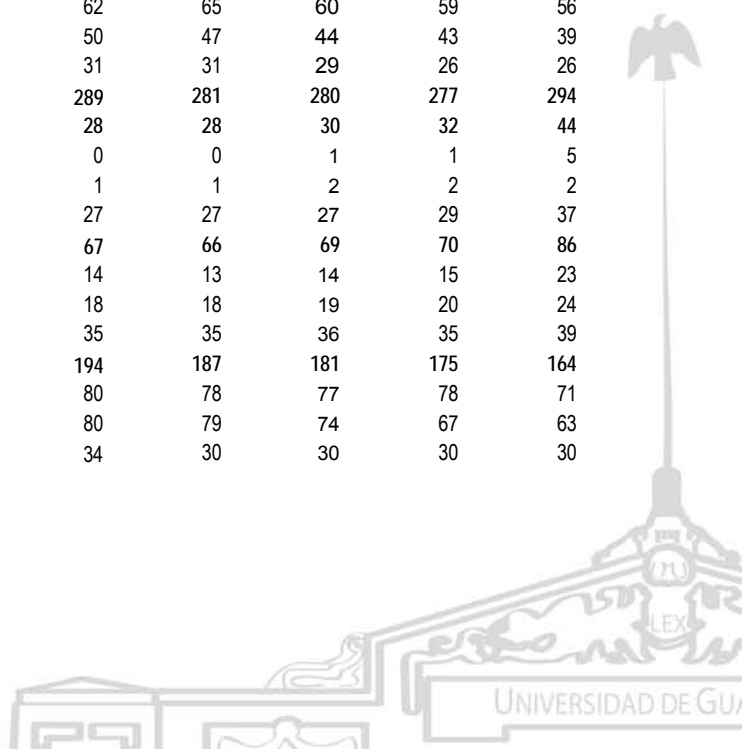 62 65 60 59 56
50 47 44 43 39
31 31 29 26 26
289 281 280 277 294
28 28 30 32 44
0 0 1 1 5
1 1 2 2 2
27 27 27 29 37
67 66 69 70 86
14 13 14 15 23
18 18 19 20 24
35 35 36 35 39
194 187 181 175 164
80 78 77 78 71
80 79 74 67 63
34 30 30 30 30
LEX
UNIVERSIDAD DE GUA